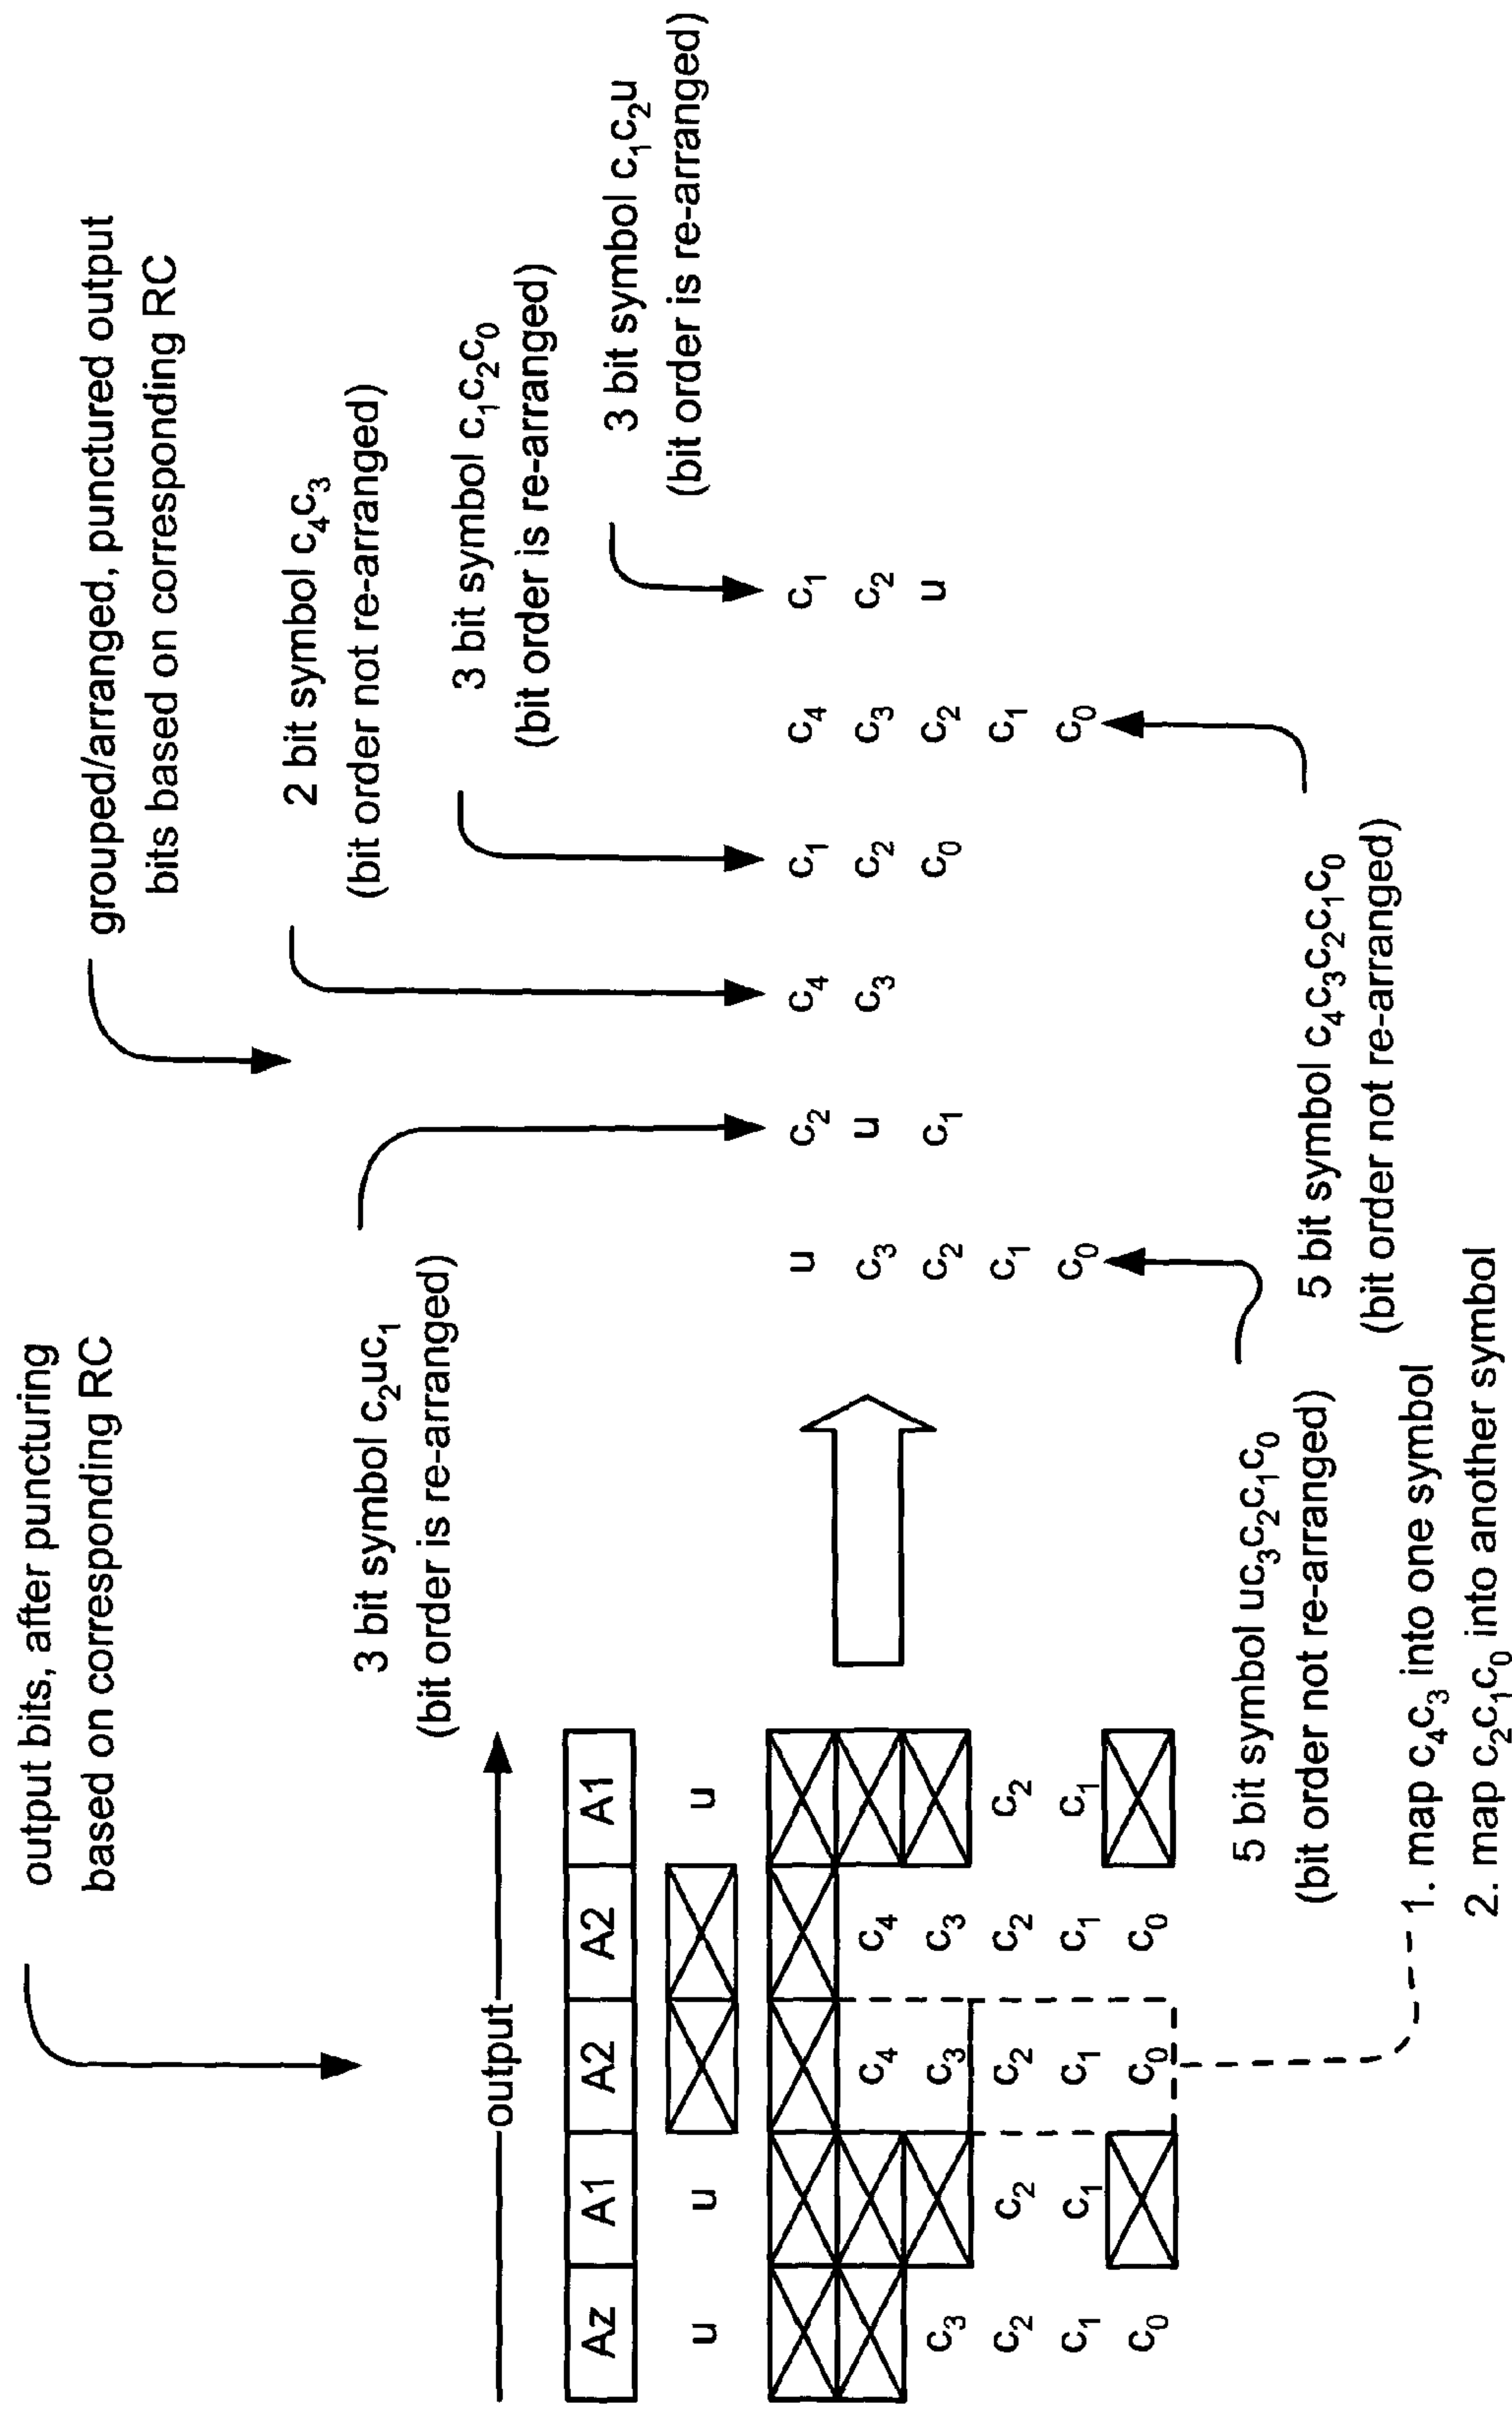 output bits, after puncturing
based on corresponding RC
grouped/arranged, punctured output
bits based on corresponding RC
3 bit symbol c₂uc₁
(bit order is re-arranged)
2 bit symbol c₄c₃
(bit order not re-arranged)
3 bit symbol c₁c₂c₀
(bit order is re-arranged)
3 bit symbol c₁c₂u
(bit order is re-arranged)
output
Az A1 A2 A2 A1
u u u
c₄ c₄
c₃ c₃ c₃
c₂ c₂ c₂ c₂ c₂
c₁ c₁ c₁ c₁ c₁
c₀ c₀ c₀
u c₂ c₄ c₁ c₄ c₁
c₃ u c₃ c₂ c₃ c₂
c₂ c₁ c₀ c₂ u
c₁ c₁
c₀ c₀
5 bit symbol uc₃c₂c₁c₀
(bit order not re-arranged)
5 bit symbol c₄c₃c₂c₁c₀
(bit order not re-arranged)
1. map c₄c₃ into one symbol
2. map c₂c₁c₀ into another symbol